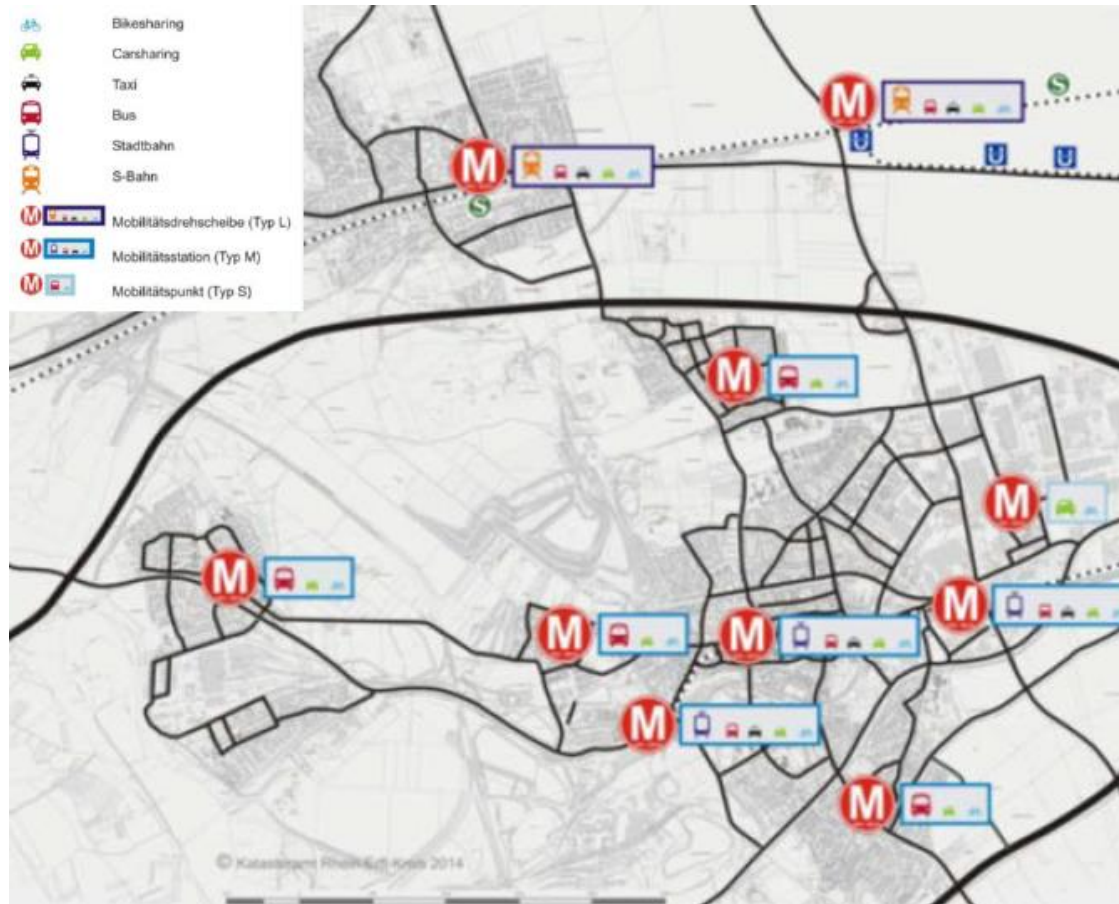 Bikesharing
Carsharing
Taxi
Bus
Stadtbahn
S-Bahn
M Mobilitätsdrehscheibe (Typ L)
M Mobilitätsstation (Typ M)
M Mobilitätspunkt (Typ S)
M
S
M
S
U
U
U
M
M
M
M
M
M
M
M
© Katasteramt Rhein-Erft-Kreis 2014